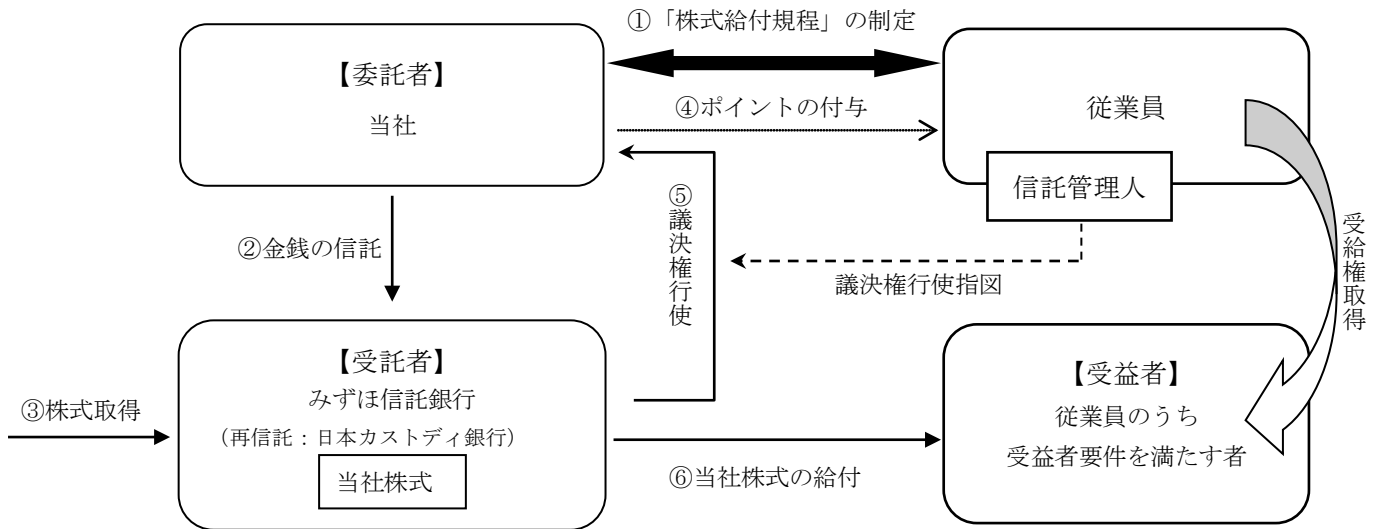 ①「株式給付規程」の制定
【委託者】
当社
④ポイントの付与
従業員
信託管理人
②金銭の信託
⑤議決権行使
議決権行使指図
受給権取得
③株式取得
【受託者】
みずほ信託銀行
（再信託：日本カストディ銀行）
当社株式
⑥当社株式の給付
【受益者】
従業員のうち
受益者要件を満たす者